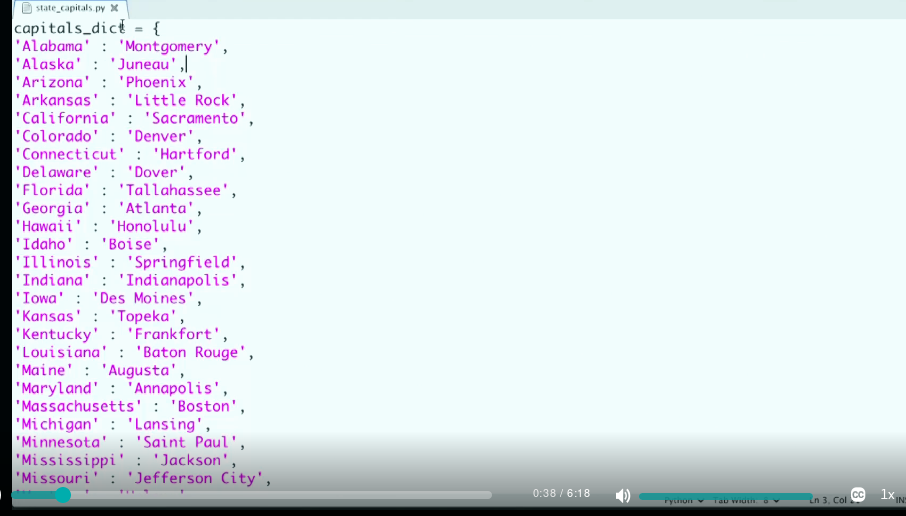 state_capitals.py
capitals_dict = {
'Alabama' : 'Montgomery',
'Alaska' : 'Juneau',
'Arizona' : 'Phoenix',
'Arkansas' : 'Little Rock',
'California' : 'Sacramento',
'Colorado' : 'Denver',
'Connecticut' : 'Hartford',
'Delaware' : 'Dover',
'Florida' : 'Tallahassee',
'Georgia' : 'Atlanta',
'Hawaii' : 'Honolulu',
'Idaho' : 'Boise',
'Illinois' : 'Springfield',
'Indiana' : 'Indianapolis',
'Iowa' : 'Des Moines',
'Kansas' : 'Topeka',
'Kentucky' : 'Frankfort',
'Louisiana' : 'Baton Rouge',
'Maine' : 'Augusta',
'Maryland' : 'Annapolis',
'Massachusetts' : 'Boston',
'Michigan' : 'Lansing',
'Minnesota' : 'Saint Paul',
'Mississippi' : 'Jackson',
'Missouri' : 'Jefferson City',
0:38 / 6:18 CC 1x
Python Tab Width: 8 Ln 3, Col INS